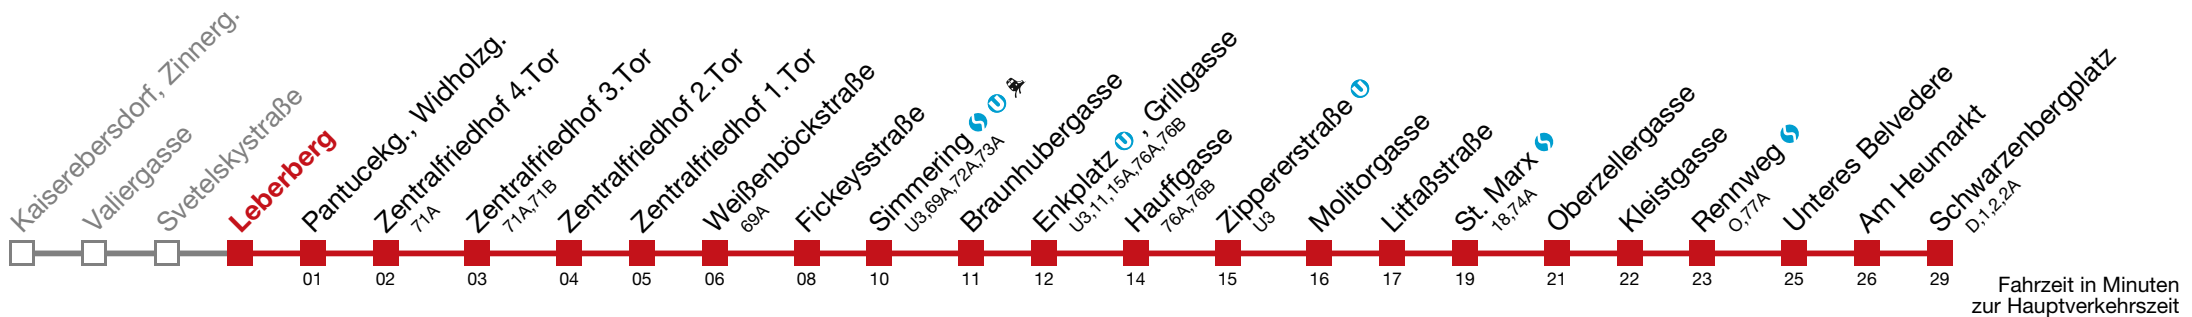 Kaiserebersdorf, Zinnerg.
Valiergasse
Svetelskystraße
Leberberg
Pantucekg., Widholzg.
Zentralfriedhof 4.Tor
71A
Zentralfriedhof 3.Tor
71A,71B
Zentralfriedhof 2.Tor
Zentralfriedhof 1.Tor
Weißenböckstraße
69A
Fickeysstraße
Simmering S U
U3,69A,72A,73A
Braunhubergasse
Enkplatz U , Grillgasse
U3,11,15A,76A,76B
Hauffgasse
76A,76B
Zippererstraße U
U3
Molitorgasse
Litfaßstraße
St. Marx S
18,74A
Oberzellergasse
Kleistgasse
Rennweg S
O,77A
Unteres Belvedere
Am Heumarkt
Schwarzenbergplatz
D,1,2,2A
01 02 03 04 05 06 08 10 11 12 14 15 16 17 19 21 22 23 25 26 29
Fahrzeit in Minuten
zur Hauptverkehrszeit